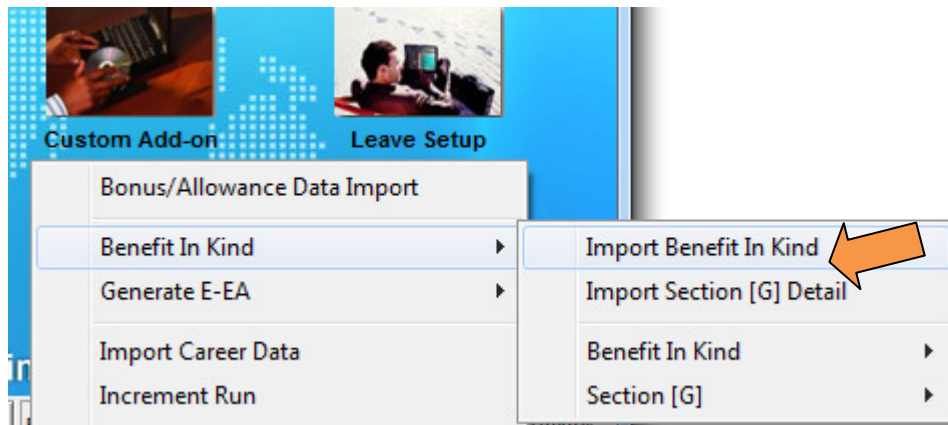 Custom Add-on
Leave Setup
Bonus/Allowance Data Import
Benefit In Kind
Generate E-EA
Import Career Data
Increment Run
Import Benefit In Kind
Import Section [G] Detail
Benefit In Kind
Section [G]